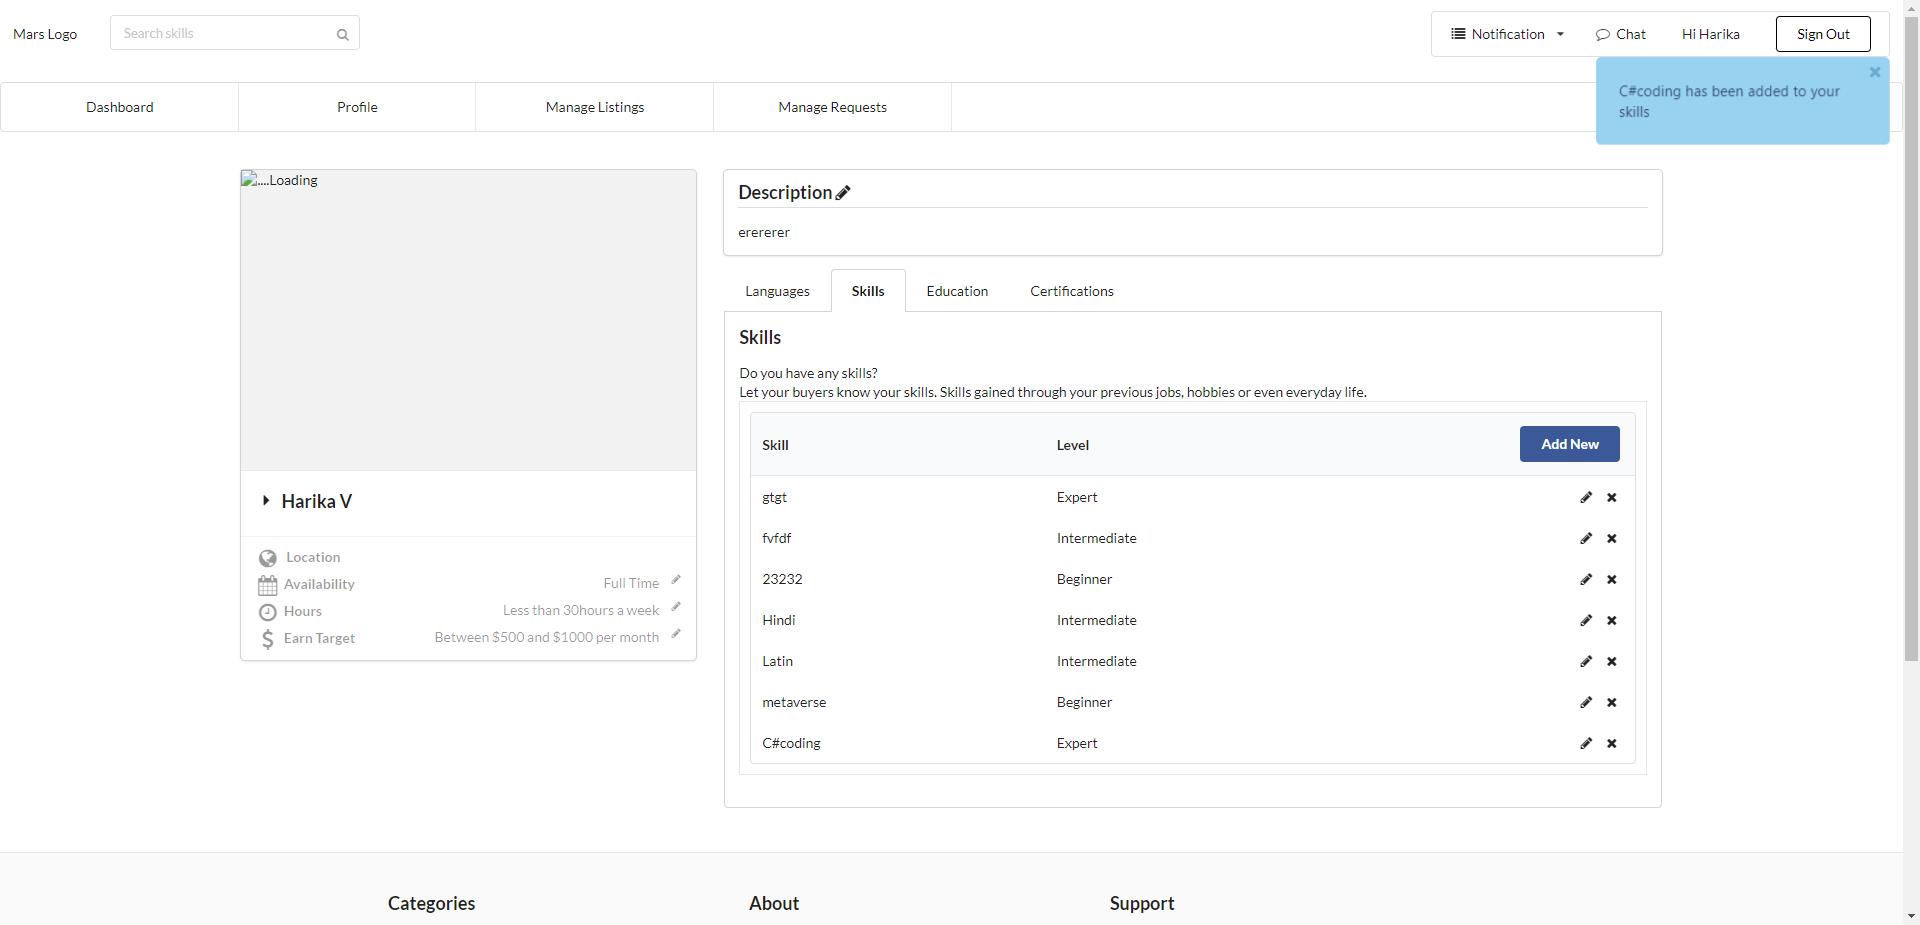 Mars Logo
Search skills
Notification
Chat
Hi Harika
Sign Out
C#coding has been added to your
skills
Dashboard
Profile
Manage Listings
Manage Requests
....Loading
Harika V
Location
Availability
Full Time
Hours
Less than 30hours a week
Earn Target
Between $500 and $1000 per month
Description
erererer
Languages
Skills
Education
Certifications
Skills
Do you have any skills?
Let your buyers know your skills. Skills gained through your previous jobs, hobbies or even everyday life.
Skill
Level
Add New
gtgt
Expert
fvfdf
Intermediate
23232
Beginner
Hindi
Intermediate
Latin
Intermediate
metaverse
Beginner
C#coding
Expert
Categories
About
Support